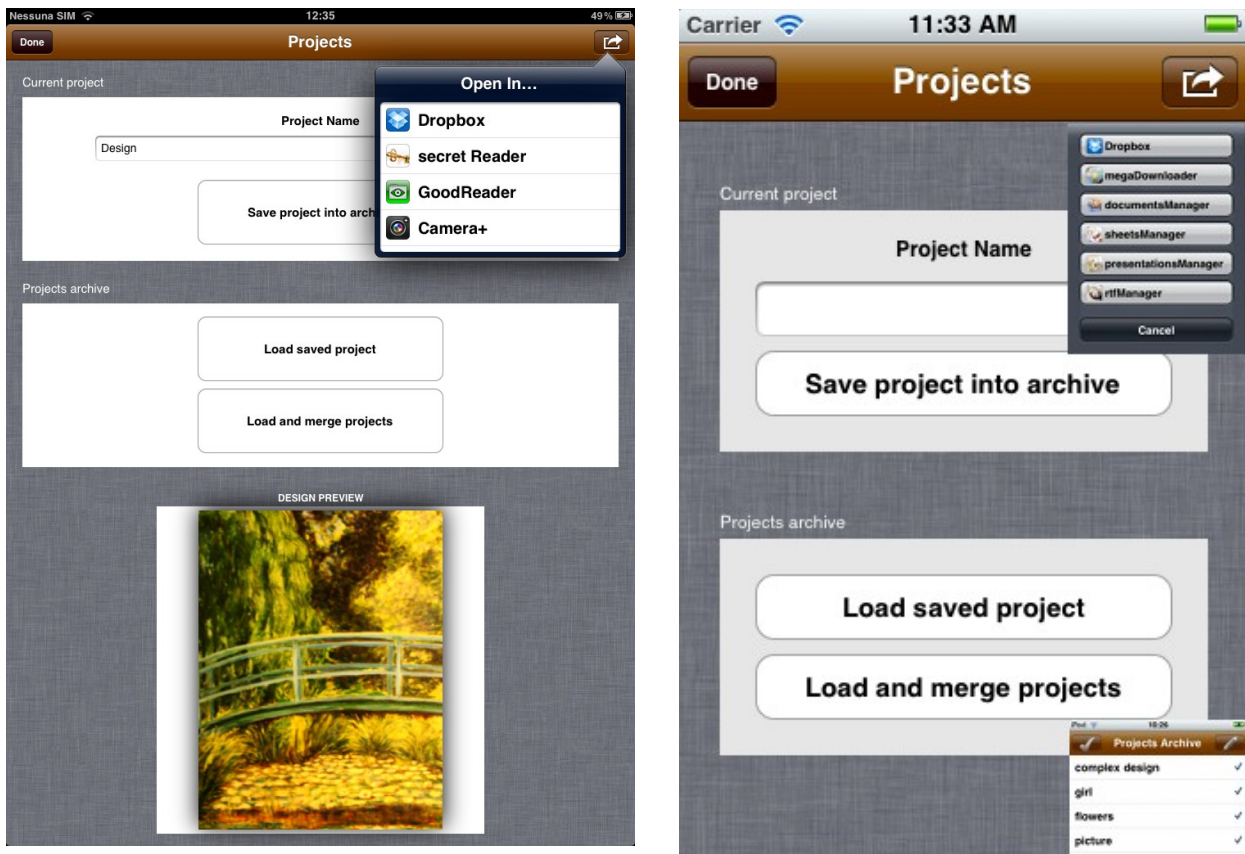 Nessuna SIM 12:35 49%
Done Projects
Current project
Open In...
Project Name
Dropbox
Design
secret Reader
GoodReader
Save project into arch
Camera+
Projects archive
Load saved project
Load and merge projects
DESIGN PREVIEW
Carrier 11:33 AM
Done Projects
Dropbox
megaDownloader
Current project
documentsManager
sheetsManager
Project Name
presentationsManager
rtfManager
Cancel
Save project into archive
Projects archive
Load saved project
Load and merge projects
iPod 10:26
Projects Archive
complex design
girl
flowers
picture